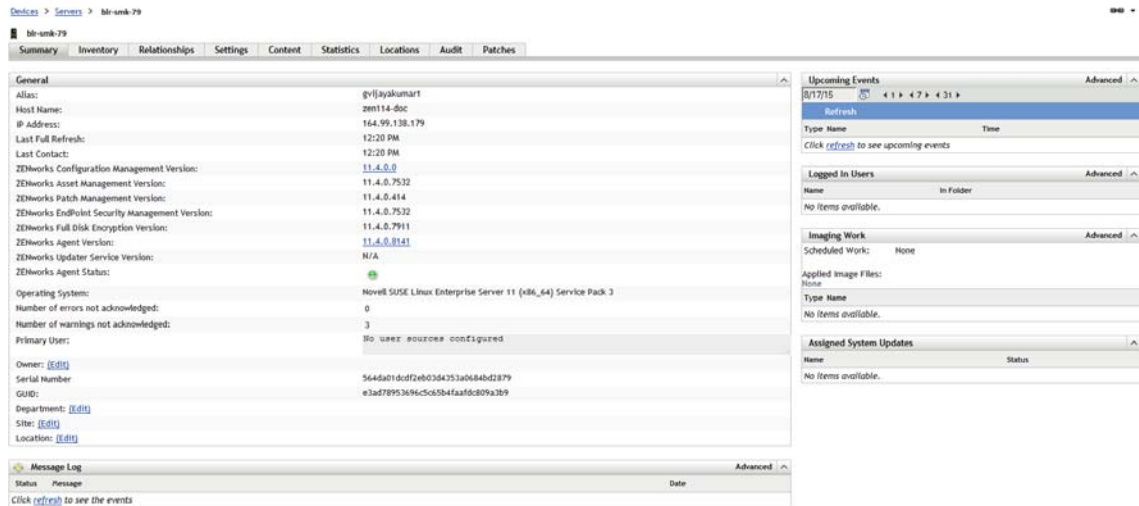 Devices > Servers > blr-smk-79
blr-smk-79
Summary Inventory Relationships Settings Content Statistics Locations Audit Patches
General
Alias: gvijayakumar1
Host Name: zen114-doc
IP Address: 164.99.138.179
Last Full Refresh: 12:20 PM
Last Contact: 12:20 PM
ZENworks Configuration Management Version: 11.4.0.0
ZENworks Asset Management Version: 11.4.0.7532
ZENworks Patch Management Version: 11.4.0.414
ZENworks EndPoint Security Management Version: 11.4.0.7532
ZENworks Full Disk Encryption Version: 11.4.0.7911
ZENworks Agent Version: 11.4.0.8141
ZENworks Updater Service Version: N/A
ZENworks Agent Status:
Operating System: Novell SUSE Linux Enterprise Server 11 (x86_64) Service Pack 3
Number of errors not acknowledged: 0
Number of warnings not acknowledged: 3
Primary User: No user sources configured
Owner: (Edit)
Serial Number 564da01dcdf2eb03d4353a0684bd2879
GUID: e3ad78953696c5c65b4faafdc809a3b9
Department: (Edit)
Site: (Edit)
Location: (Edit)
Message Log Advanced
Status Message Date
Click refresh to see the events
Upcoming Events Advanced
8/17/15 1 7 31
Refresh
Type Name Time
Click refresh to see upcoming events
Logged In Users Advanced
Name In Folder
No items available.
Imaging Work Advanced
Scheduled Work: None
Applied Image Files:
None
Type Name
No items available.
Assigned System Updates
Name Status
No items available.